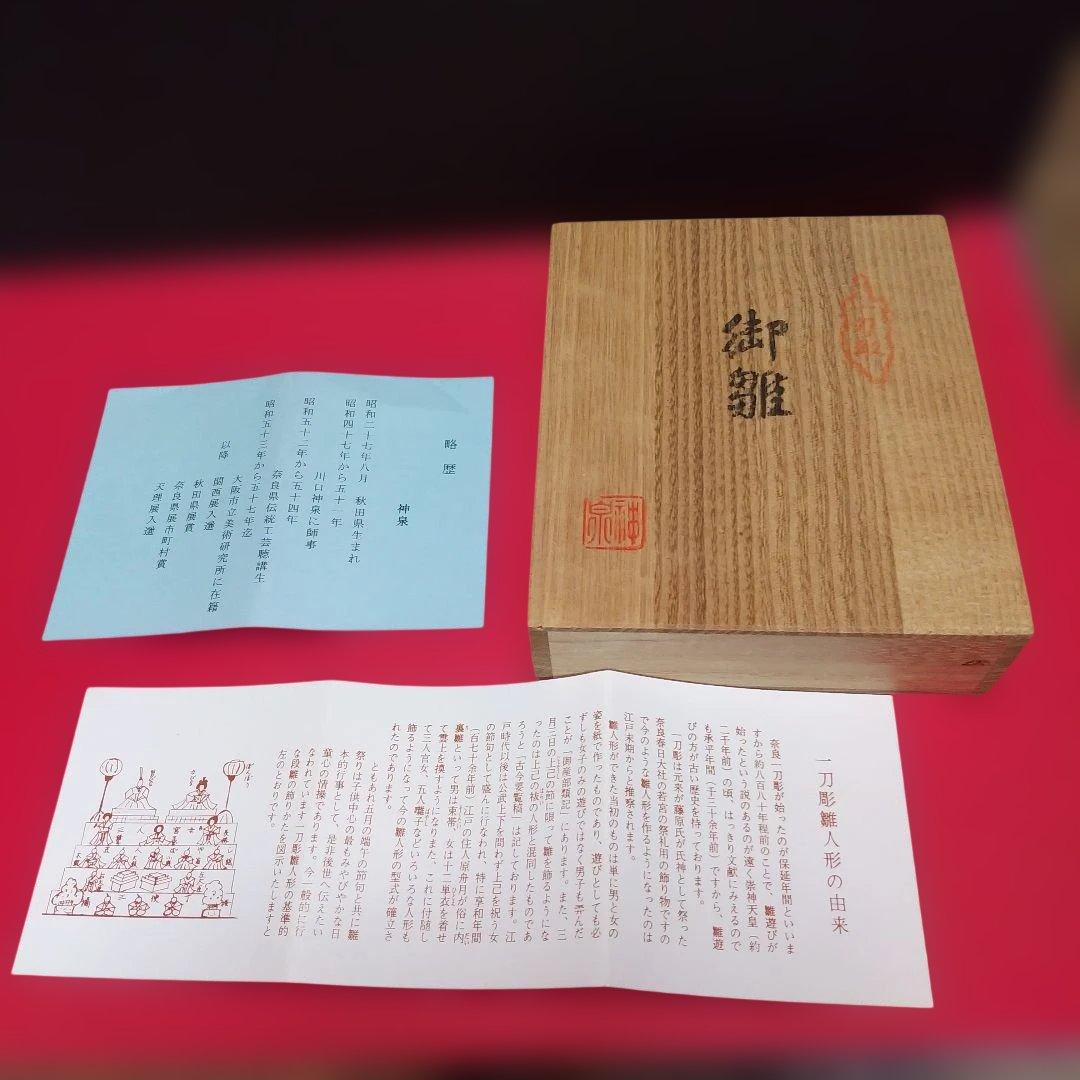 御雛
神泉
略歴
神泉
昭和二十七年八月 秋田県生まれ
昭和四十七年から五十一年
川口神泉に師事
昭和五十二年から五十四年
奈良県伝統工芸聴講生
昭和五十三年から五十七年迄
大阪市立美術研究所に在籍
以降 関西展入選
秋田県展賞
奈良県展市町村賞
天理展入選
一刀彫雛人形の由来
奈良一刀彫が始ったのが保延年間といいま
すから約八百八十年程前のことで、雛遊びが
始ったという説のあるのが遠く崇神天皇（約
二千年前）の頃、はっきり文献にみえるので
も承平年間（千三十余年前）ですから、雛遊
びの方が古い歴史を持っております。
一刀彫は元来が藤原氏が氏神として祭った
奈良春日大社の若宮の祭礼用の飾り物ですの
で今のような雛人形を作るようになったのは
江戸末期からと推察されます。
雛人形ができた当初のものは単に男と女の
姿を紙で作ったものであり、遊びとしても必
ずしも女子のみの遊びではなく男子も弄んだ
ことが「御産部類記」にあります。また、三
月三日の上巳の節に限って雛を飾るようにな
ったのは上巳の祓の人形と混同したものであ
ろうと「古今要覧稿」は記しております。江
戸時代以後は公武上下を問わず上巳を祝う女
の節句として盛んに行なわれ、特に享和年間
（百七十余年前）江戸の住人原舟月が俗に内
裏雛といって男は束帯、女は十二単衣を着せ
て雲上を摸すようになりまた、これに付随し
て三人官女、五人囃子などいろいろな人形も
飾るようになって今の雛人形の型式が確立さ
れたのであります。
ともあれ五月の端午の節句と共に雛
祭りは子供中心の最もみやびやかな日
本的行事として、是非後世へ伝えたい
童心の情操であります。今一般的に行
なわれています一刀彫雛人形の基準的
な段雛の飾りかたを図示いたしますと
左のとおりです。
ぼんぼり
三人官女